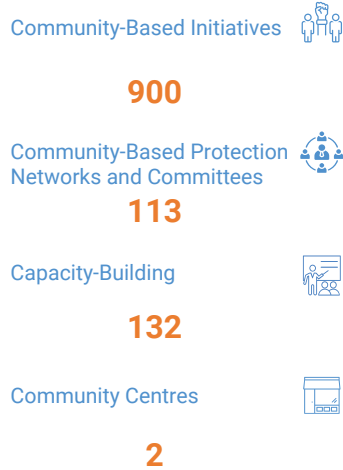 Community-Based Initiatives
900
Community-Based Protection
Networks and Committees
113
Capacity-Building
132
Community Centres
2